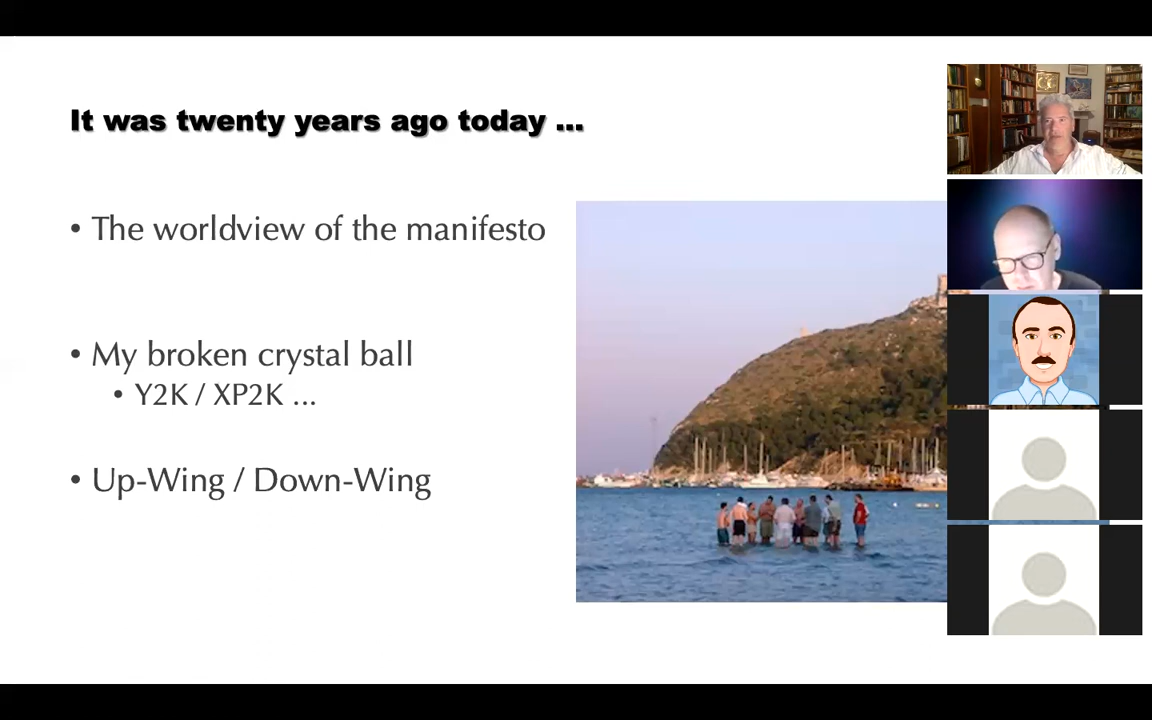 It was twenty years ago today ...
• The worldview of the manifesto
• My broken crystal ball
• Y2K / XP2K ...
• Up-Wing / Down-Wing